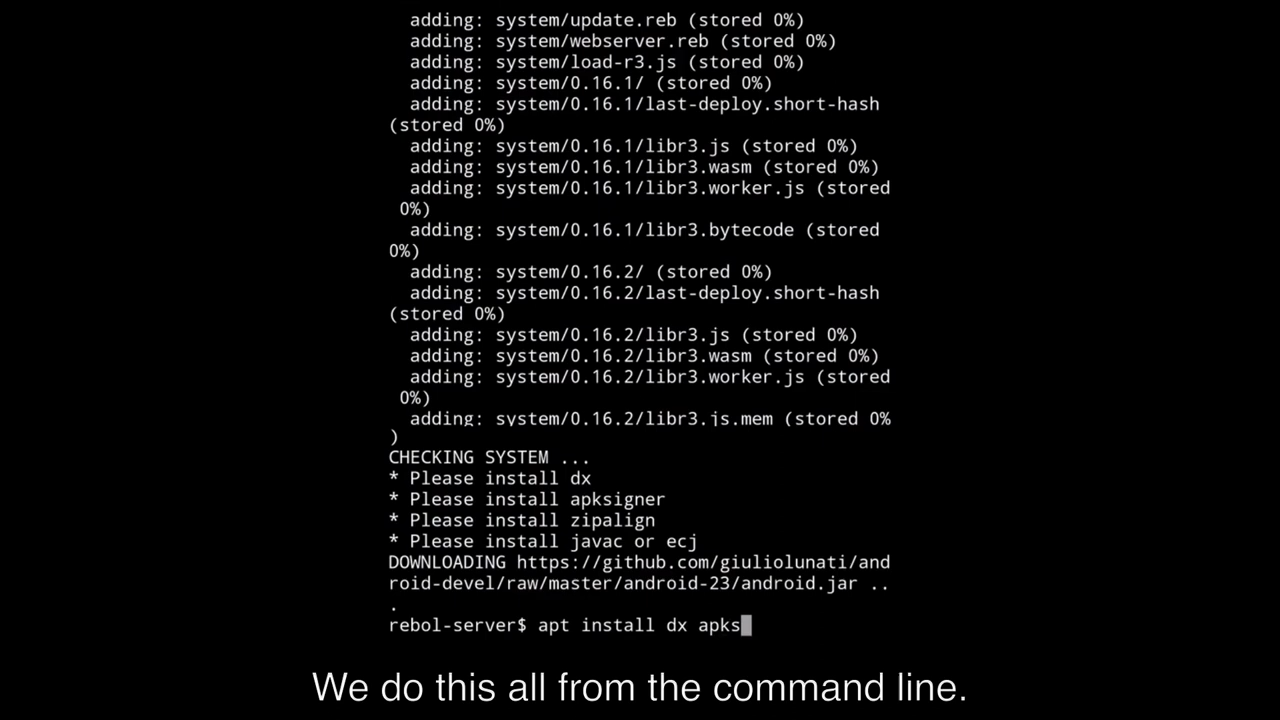 adding: system/update.reb (stored 0%)
adding: system/webserver.reb (stored 0%)
adding: system/load-r3.js (stored 0%)
adding: system/0.16.1/ (stored 0%)
adding: system/0.16.1/last-deploy.short-hash
(stored 0%)
adding: system/0.16.1/libr3.js (stored 0%)
adding: system/0.16.1/libr3.wasm (stored 0%)
adding: system/0.16.1/libr3.worker.js (stored
0%)
adding: system/0.16.1/libr3.bytecode (stored
0%)
adding: system/0.16.2/ (stored 0%)
adding: system/0.16.2/last-deploy.short-hash
(stored 0%)
adding: system/0.16.2/libr3.js (stored 0%)
adding: system/0.16.2/libr3.wasm (stored 0%)
adding: system/0.16.2/libr3.worker.js (stored
0%)
adding: system/0.16.2/libr3.js.mem (stored 0%
)
CHECKING SYSTEM ...
* Please install dx
* Please install apksigner
* Please install zipalign
* Please install javac or ecj
DOWNLOADING https://github.com/giuliolunati/and
roid-devel/raw/master/android-23/android.jar ..
.
rebol-server$ apt install dx apks
We do this all from the command line.